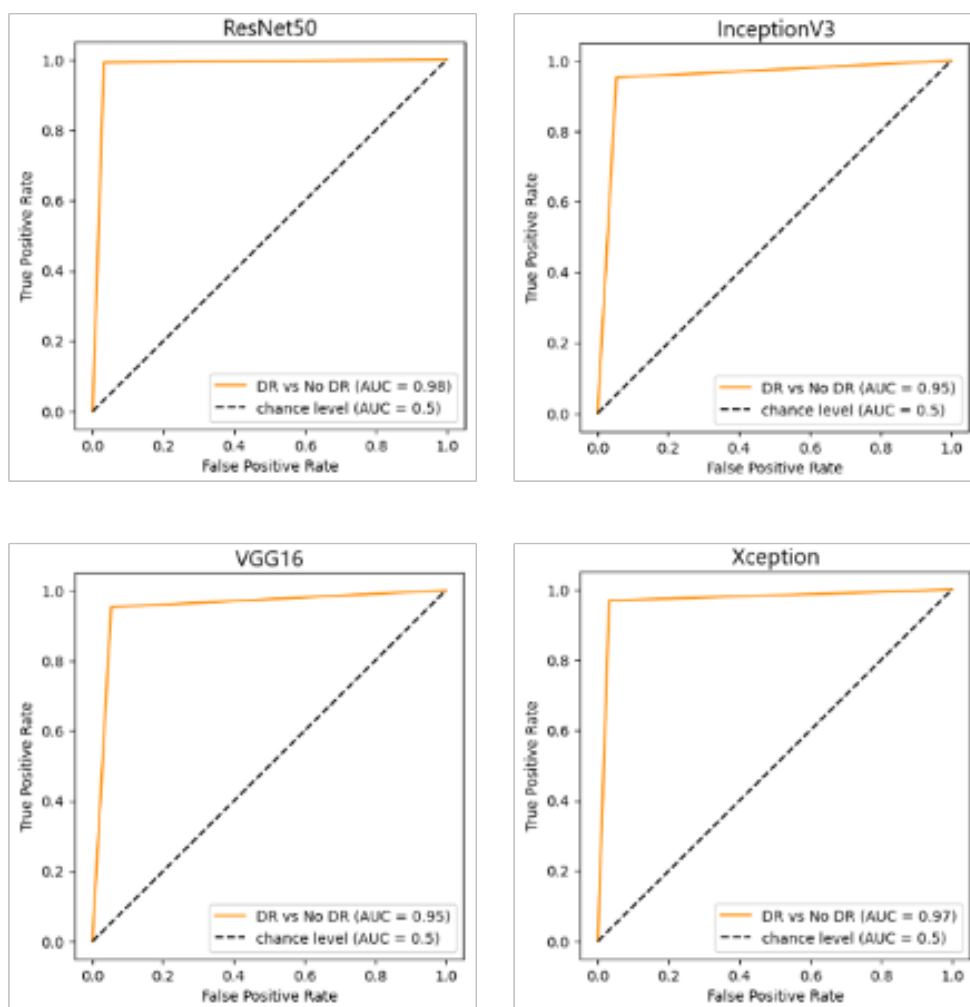 ResNet50
1.0
0.8
0.6
0.4
0.2
0.0
True Positive Rate
DR vs No DR (AUC = 0.98)
chance level (AUC = 0.5)
0.0 0.2 0.4 0.6 0.8 1.0
False Positive Rate
InceptionV3
1.0
0.8
0.6
0.4
0.2
0.0
True Positive Rate
DR vs No DR (AUC = 0.95)
chance level (AUC = 0.5)
0.0 0.2 0.4 0.6 0.8 1.0
False Positive Rate
VGG16
1.0
0.8
0.6
0.4
0.2
0.0
True Positive Rate
DR vs No DR (AUC = 0.95)
chance level (AUC = 0.5)
0.0 0.2 0.4 0.6 0.8 1.0
False Positive Rate
Xception
1.0
0.8
0.6
0.4
0.2
0.0
True Positive Rate
DR vs No DR (AUC = 0.97)
chance level (AUC = 0.5)
0.0 0.2 0.4 0.6 0.8 1.0
False Positive Rate